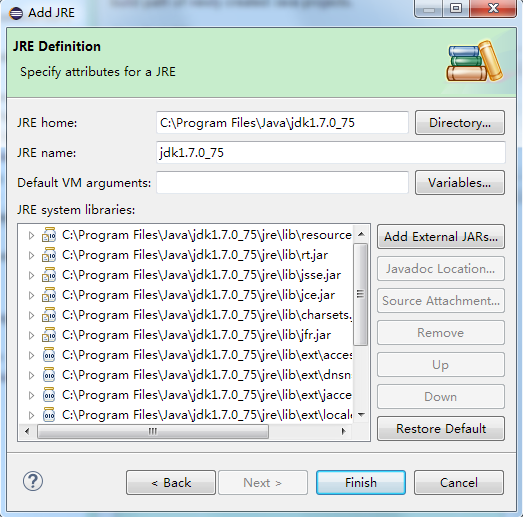 Add JRE
JRE Definition
Specify attributes for a JRE
JRE home:
C:\Program Files\Java\jdk1.7.0_75
Directory...
JRE name:
jdk1.7.0_75
Default VM arguments:
Variables...
JRE system libraries:
C:\Program Files\Java\jdk1.7.0_75\jre\lib\resource
C:\Program Files\Java\jdk1.7.0_75\jre\lib\rt.jar
C:\Program Files\Java\jdk1.7.0_75\jre\lib\jsse.jar
C:\Program Files\Java\jdk1.7.0_75\jre\lib\jce.jar
C:\Program Files\Java\jdk1.7.0_75\jre\lib\charsets.
C:\Program Files\Java\jdk1.7.0_75\jre\lib\jfr.jar
C:\Program Files\Java\jdk1.7.0_75\jre\lib\ext\acces
C:\Program Files\Java\jdk1.7.0_75\jre\lib\ext\dnsn
C:\Program Files\Java\jdk1.7.0_75\jre\lib\ext\jacce
C:\Program Files\Java\jdk1.7.0_75\jre\lib\ext\locale
Add External JARs...
Javadoc Location...
Source Attachment...
Remove
Up
Down
Restore Default
?
< Back
Next >
Finish
Cancel